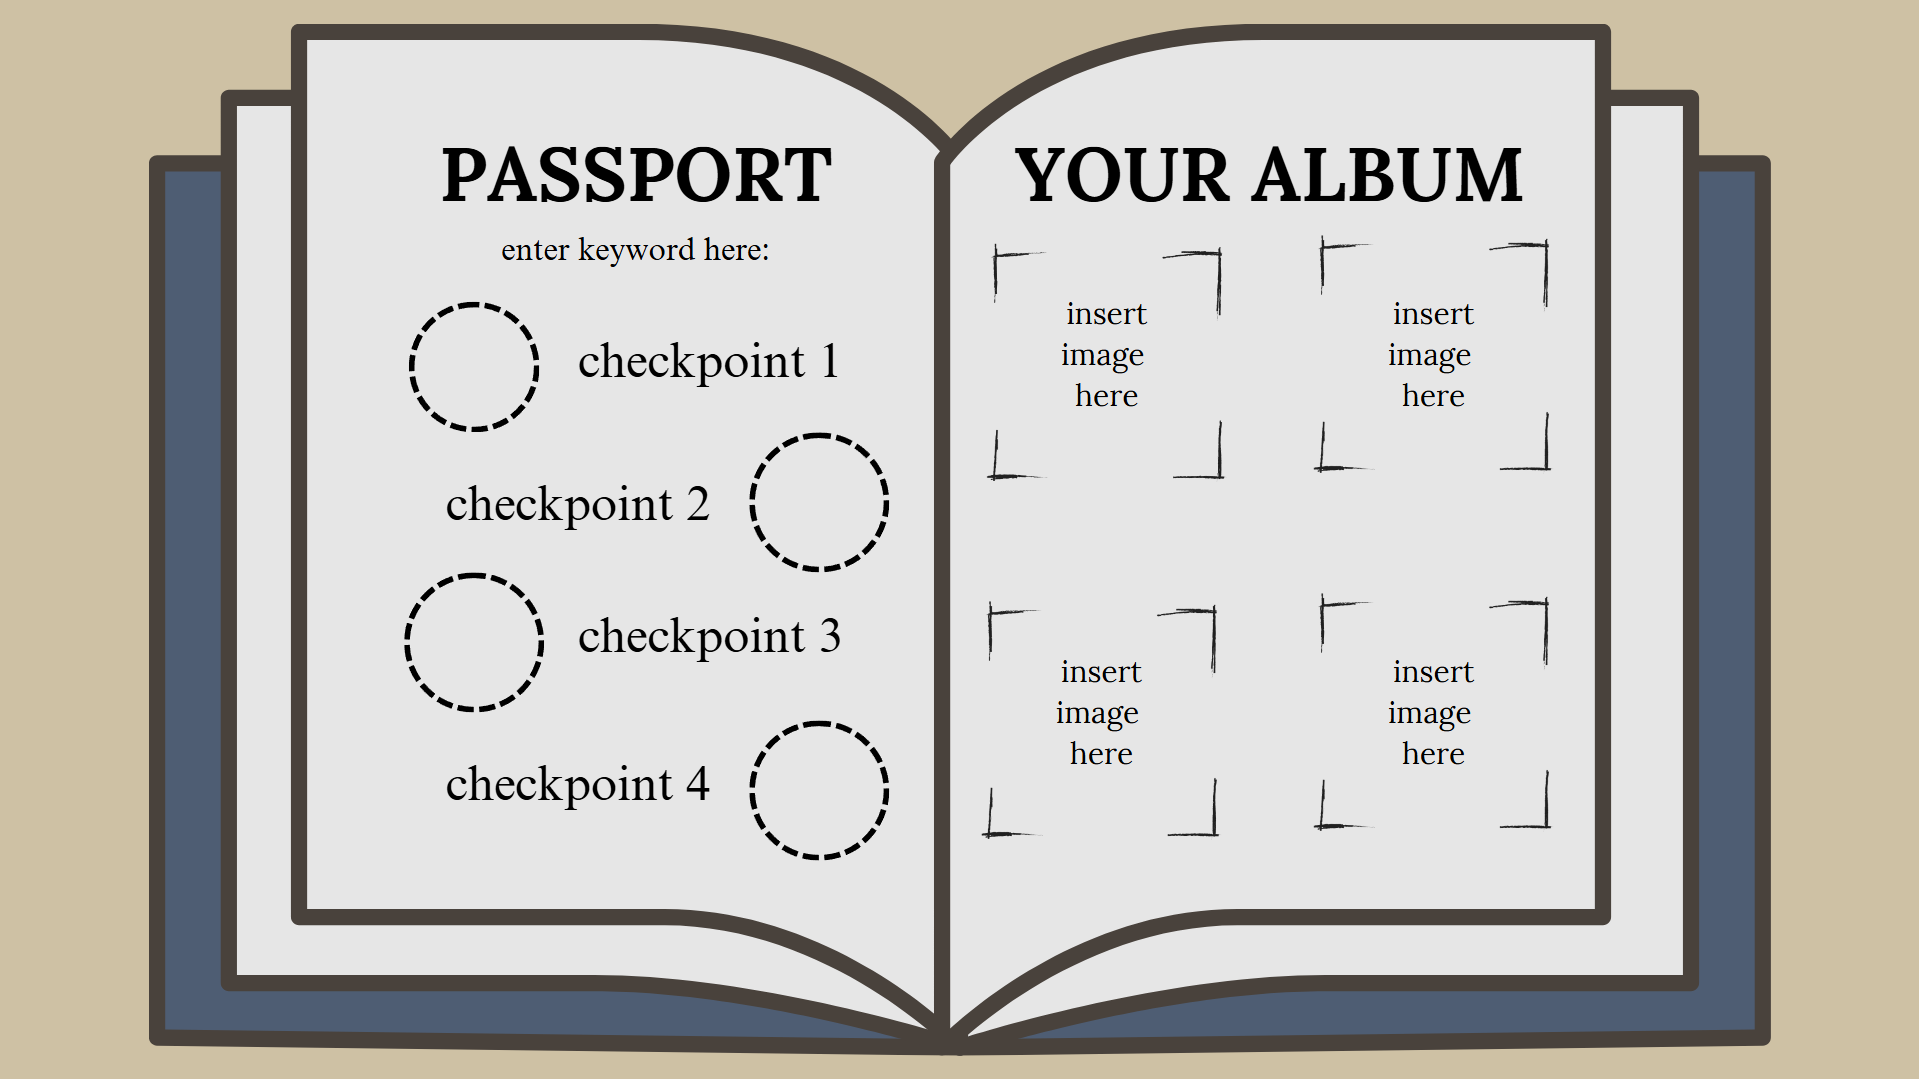 PASSPORT
enter keyword here:
checkpoint 1
checkpoint 2
checkpoint 3
checkpoint 4
YOUR ALBUM
insert
image
here
insert
image
here
insert
image
here
insert
image
here